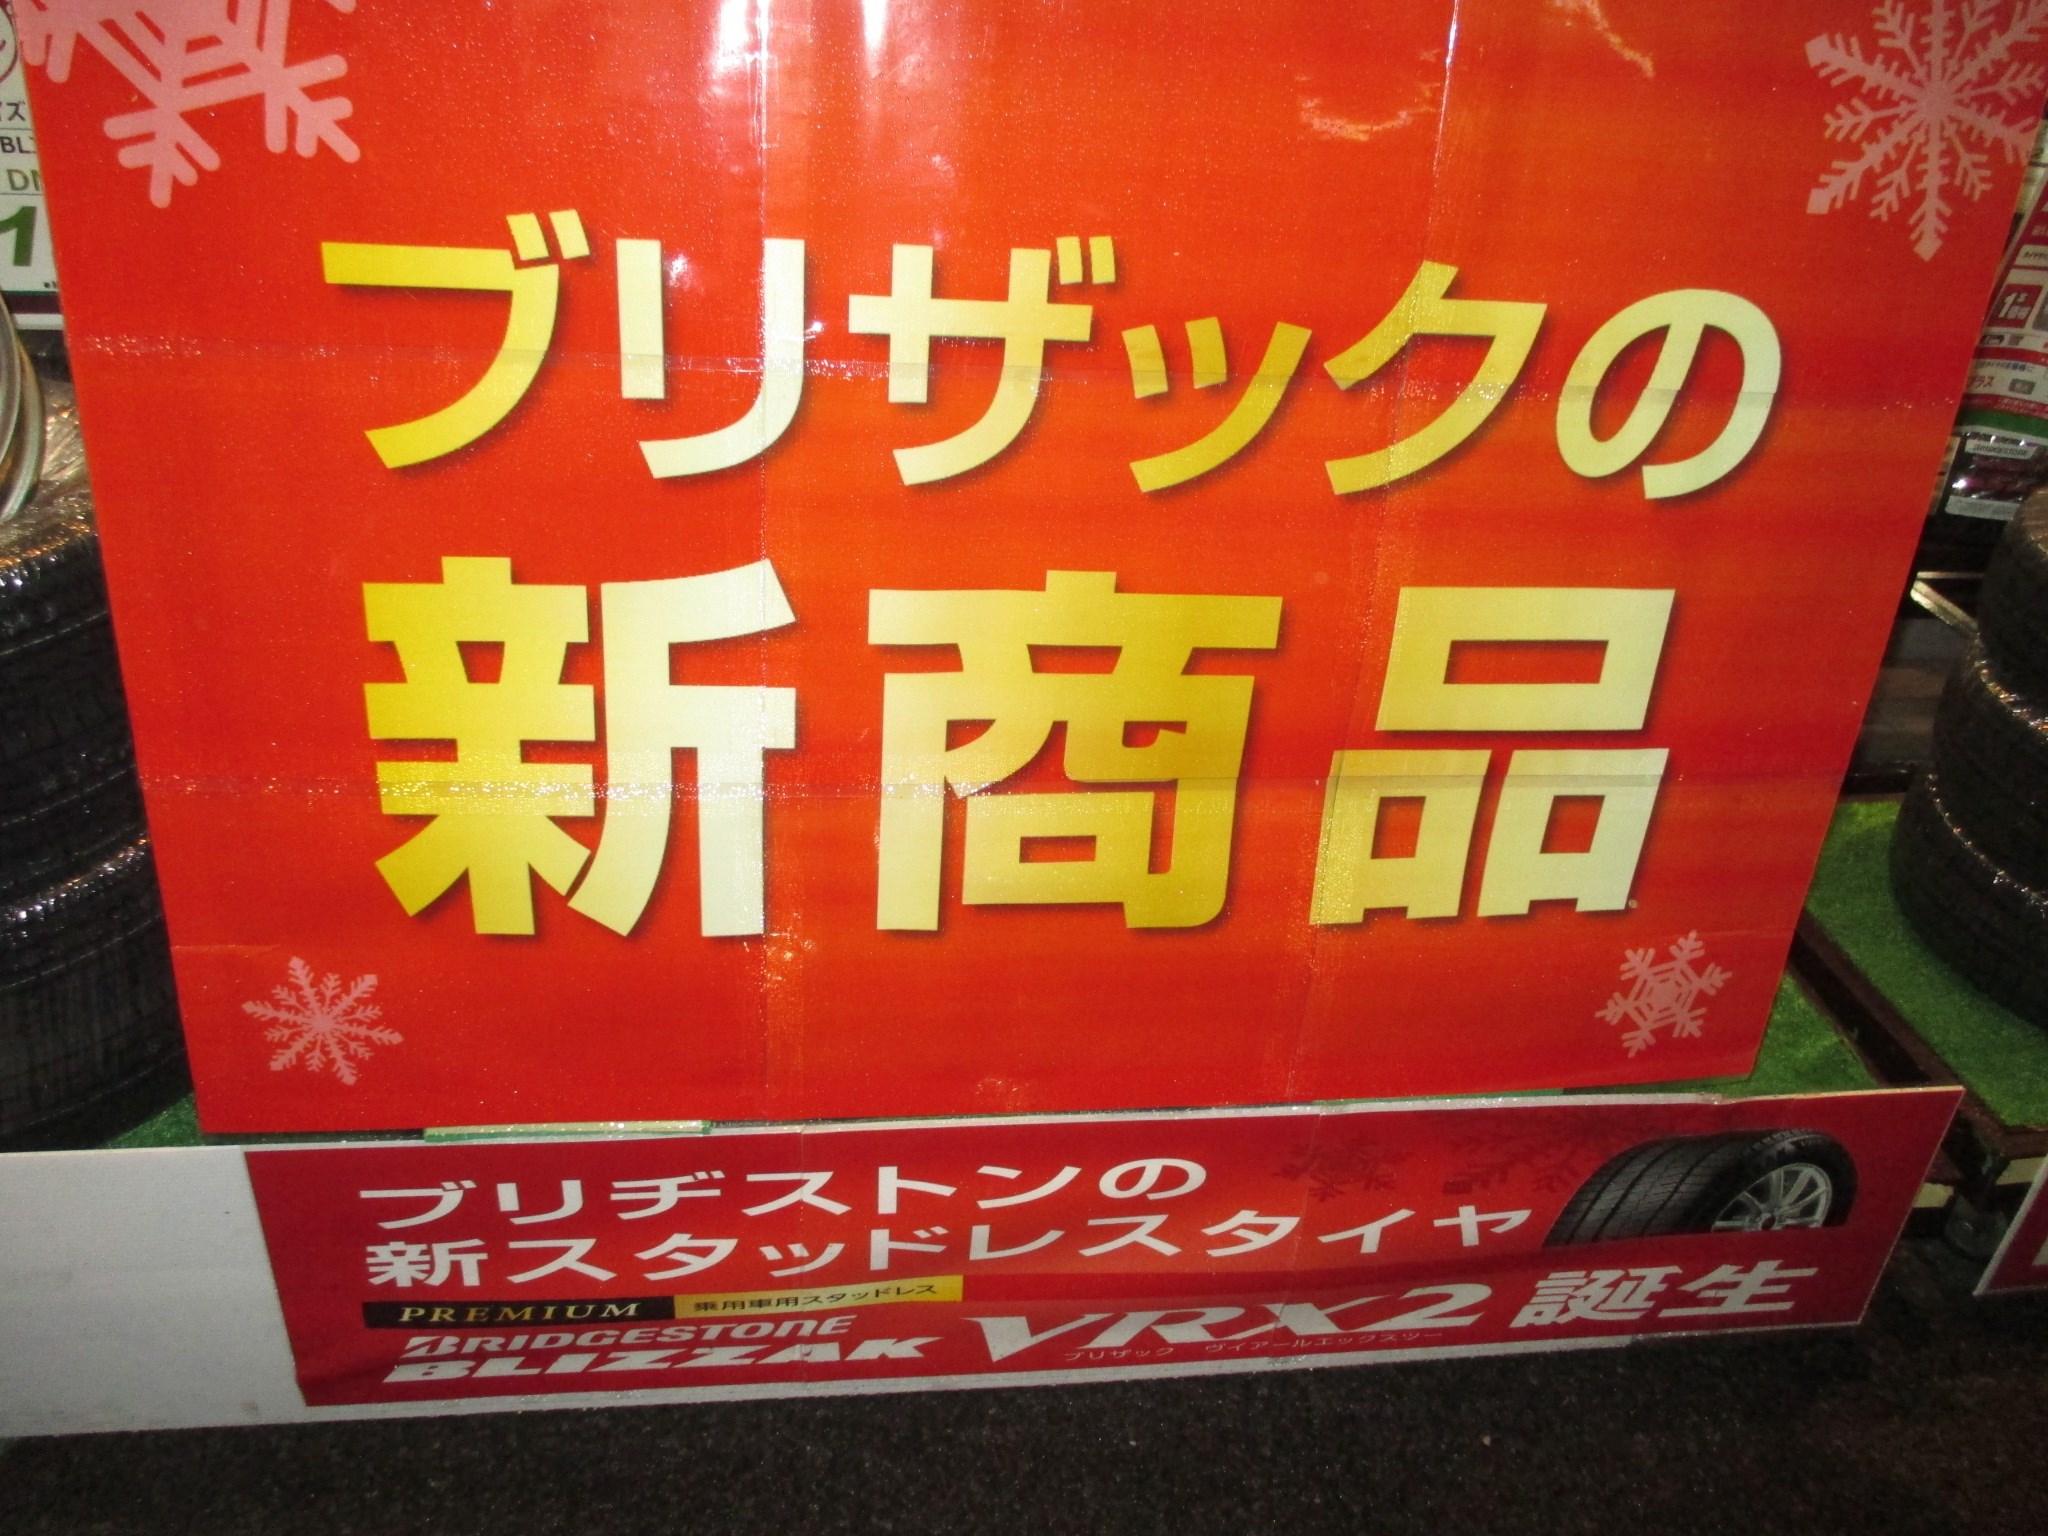 ブリザックの
新商品
ブリヂストンの
新スタッドレスタイヤ
PREMIUM 乗用車用スタッドレス
BRIDGESTONE
BLIZZAK VRX2 誕生
ブリザック ヴイアールエックスツー